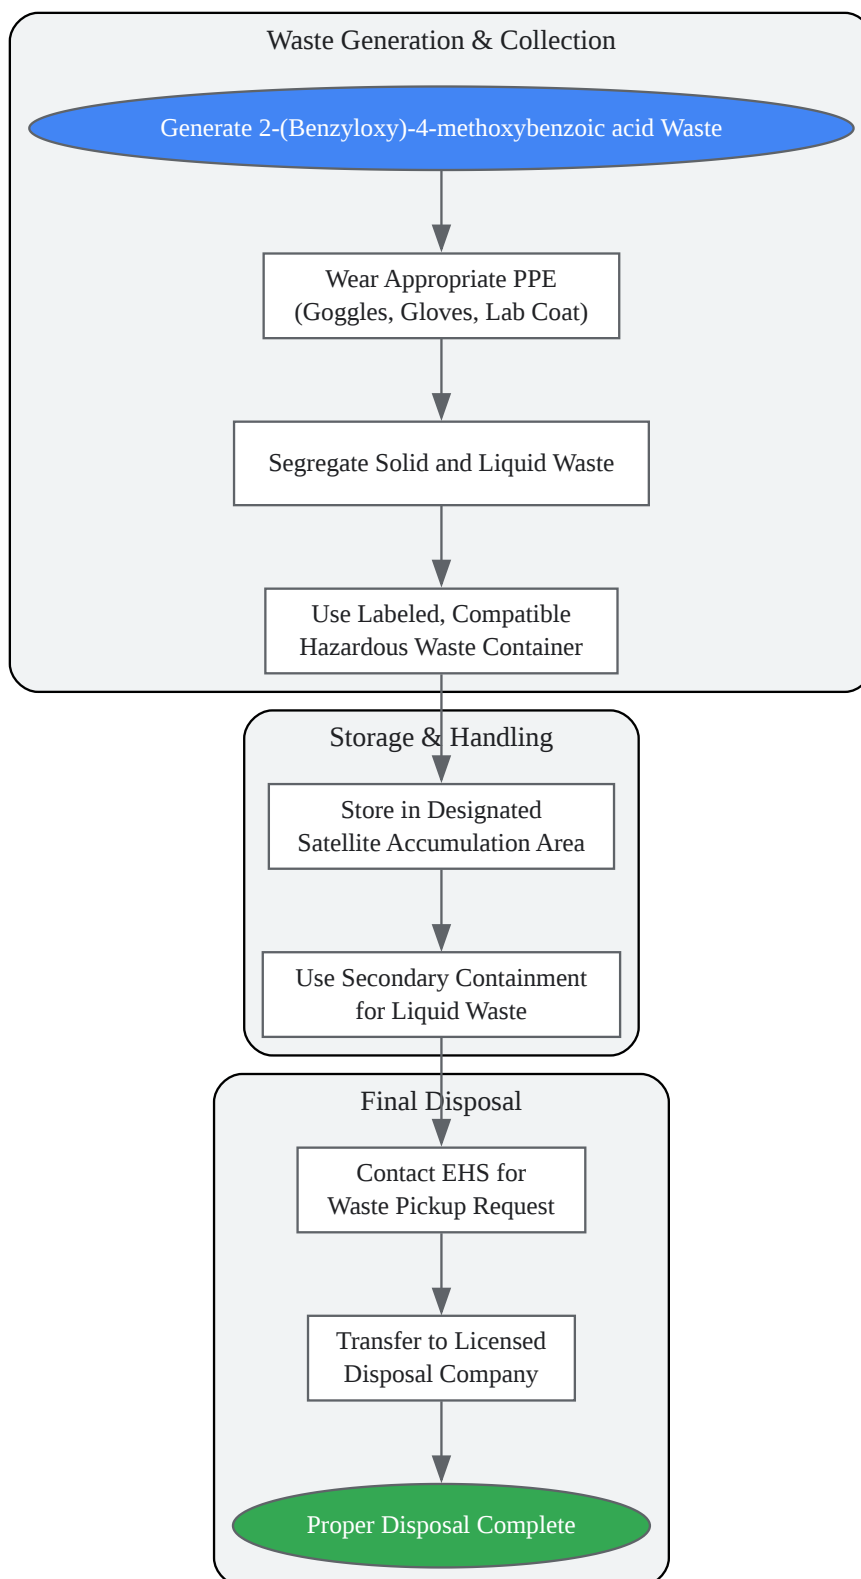 Waste Generation & Collection
Generate 2-(Benzyloxy)-4-methoxybenzoic acid Waste
Wear Appropriate PPE
(Goggles, Gloves, Lab Coat)
Segregate Solid and Liquid Waste
Use Labeled, Compatible
Hazardous Waste Container
Storage & Handling
Store in Designated
Satellite Accumulation Area
Use Secondary Containment
for Liquid Waste
Final Disposal
Contact EHS for
Waste Pickup Request
Transfer to Licensed
Disposal Company
Proper Disposal Complete